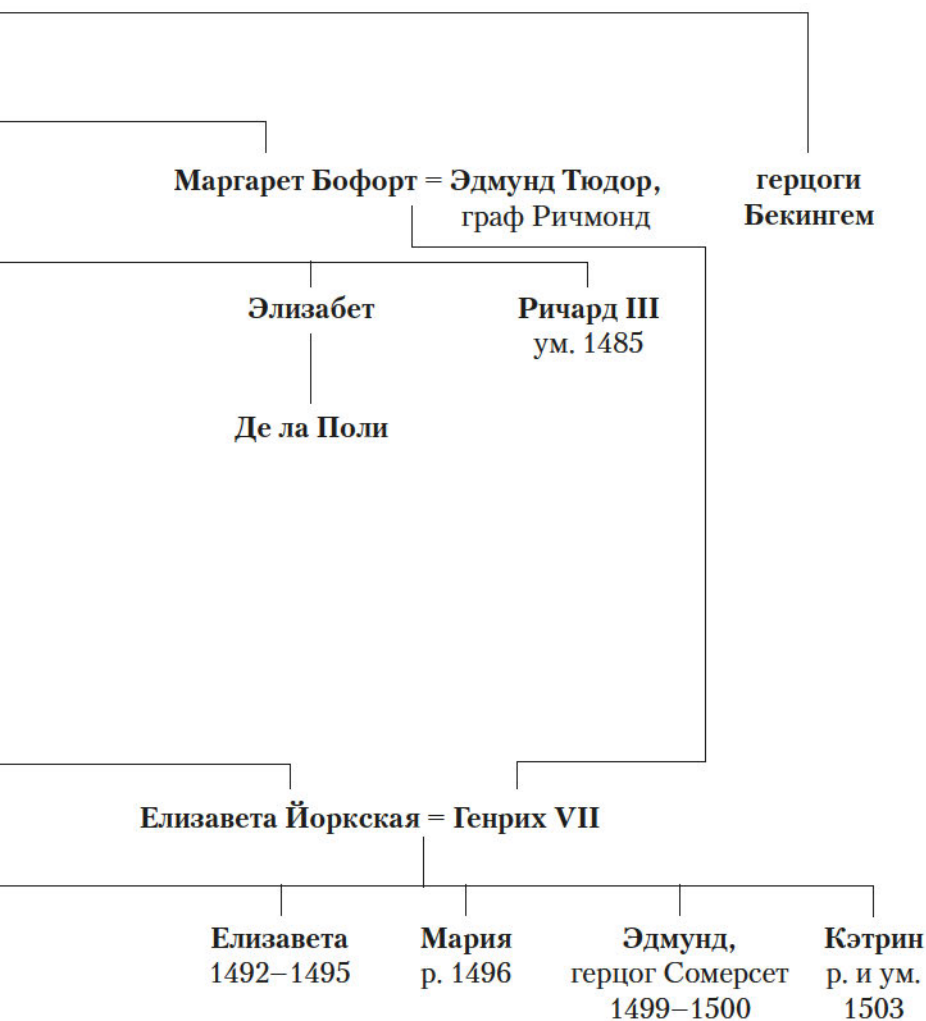 Маргарет Бофорт = Эдмунд Тюдор,
граф Ричмонд
герцоги
Бекингем
Элизабет
Ричард III
ум. 1485
Де ла Поли
Елизавета Йоркская = Генрих VII
Елизавета
1492–1495
Мария
р. 1496
Эдмунд,
герцог Сомерсет
1499–1500
Кэтрин
р. и ум.
1503